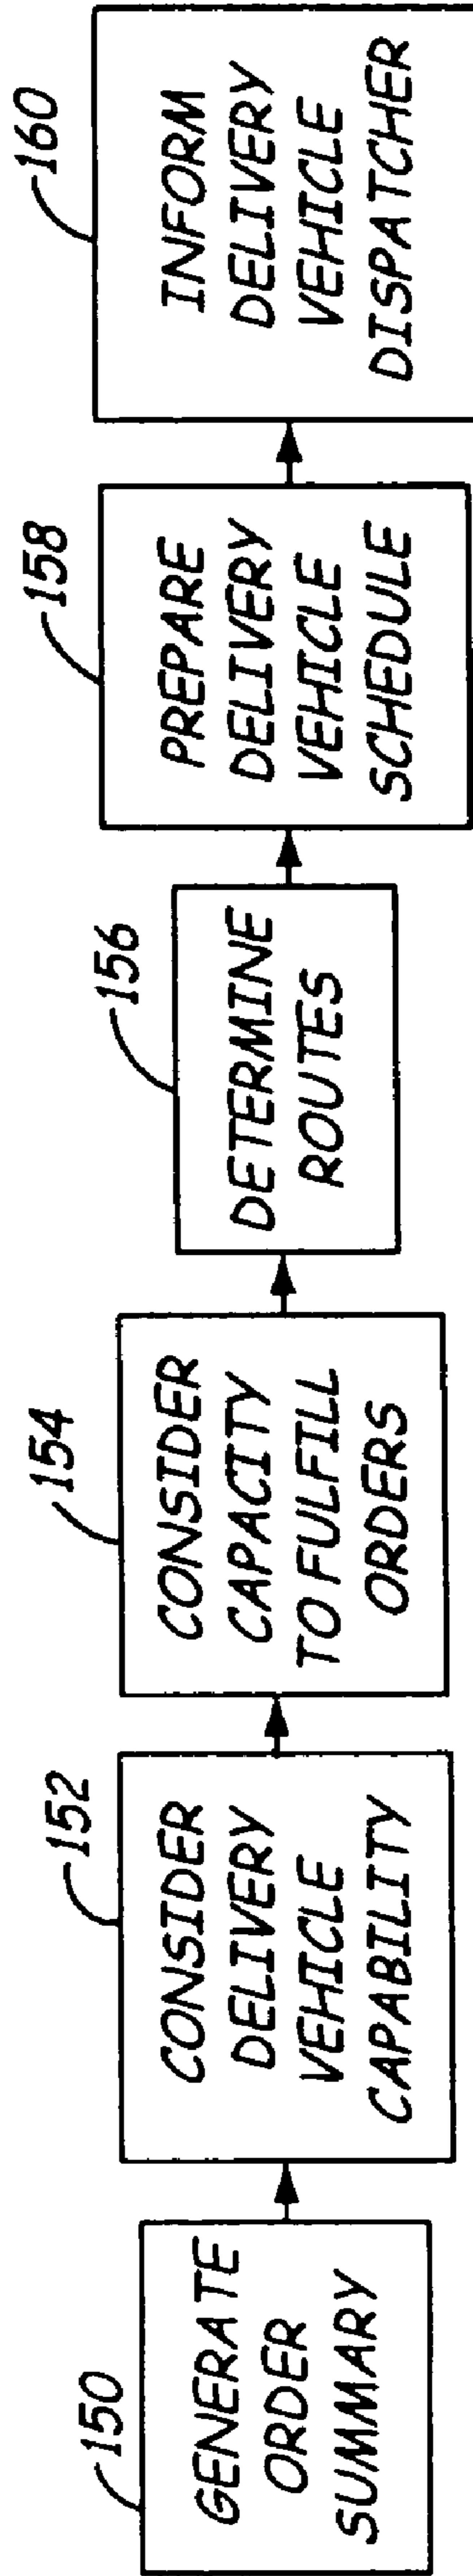 150
GENERATE
ORDER
SUMMARY
152
CONSIDER
DELIVERY
VEHICLE
CAPABILITY
154
CONSIDER
CAPACITY
TO FULFILL
ORDERS
156
DETERMINE
ROUTES
158
PREPARE
DELIVERY
VEHICLE
SCHEDULE
160
INFORM
DELIVERY
VEHICLE
DISPATCHER